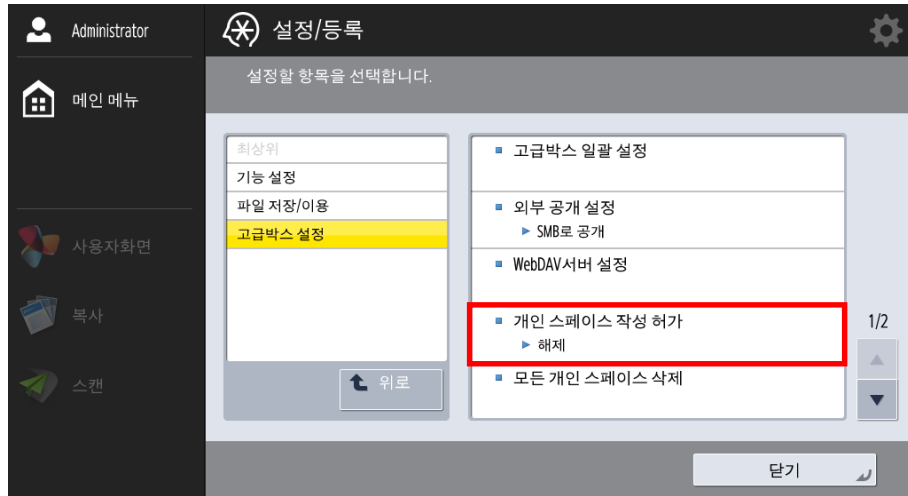 Administrator
설정/등록
설정할 항목을 선택합니다.
메인 메뉴
최상위
기능 설정
파일 저장/이용
고급박스 설정
위로
고급박스 일괄 설정
외부 공개 설정
SMB로 공개
WebDAV서버 설정
개인 스페이스 작성 허가
해제
모든 개인 스페이스 삭제
1/2
사용자화면
복사
스캔
닫기